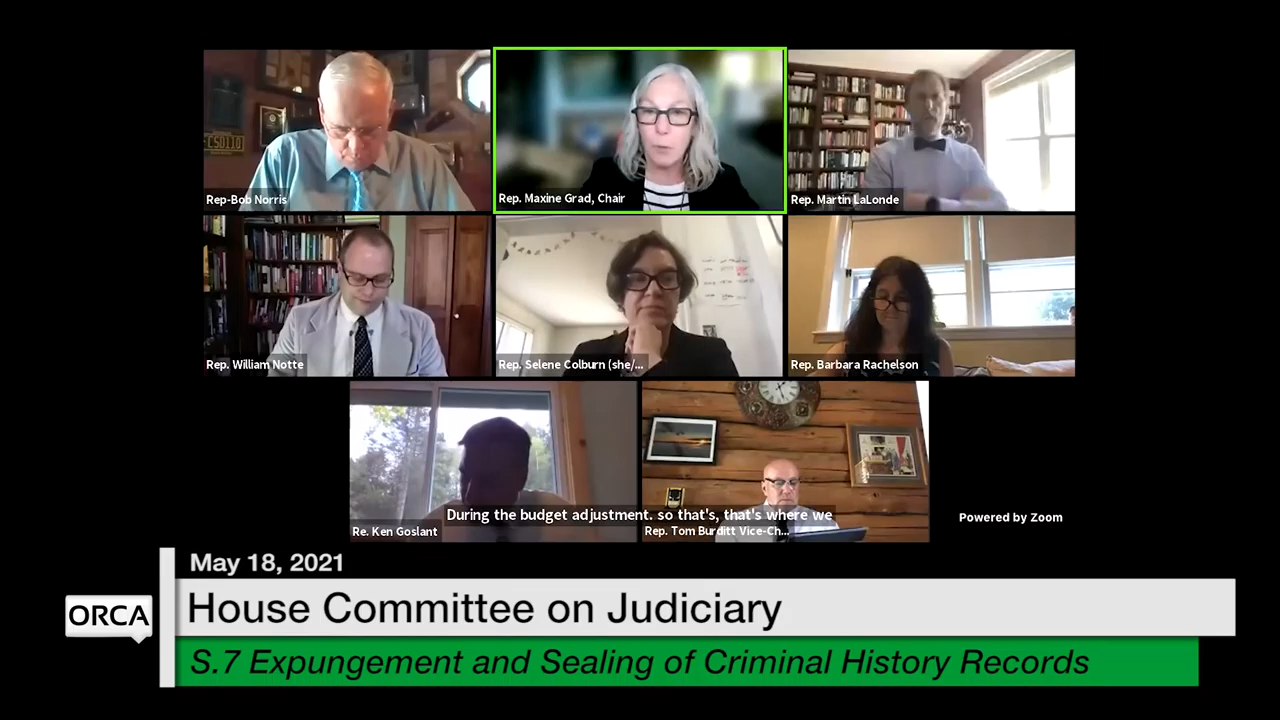 CS0110
Rep-Bob Norris
Rep. Maxine Grad, Chair
Rep. Martin LaLonde
Rep. William Notte
Rep. Selene Colburn (she/...
Rep. Barbara Rachelson
During the budget adjustment. so that's, that's where we
Re. Ken Goslant
Rep. Tom Burditt Vice-Ch...
Powered by Zoom
May 18, 2021
ORCA
House Committee on Judiciary
S.7 Expungement and Sealing of Criminal History Records